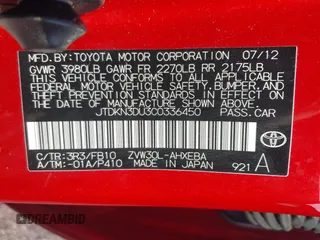 MFD.BY:TOYOTA MOTOR CORPORATION 07/12
GVWR 3980LB GAWR FR 2270LB RR 2175LB
THIS VEHICLE CONFORMS TO ALL APPLICABLE
FEDERAL MOTOR VEHICLE SAFETY, BUMPER, AND
THEFT PREVENTION STANDARDS IN EFFECT ON
THE DATE OF MANUFACTURE SHOWN ABOVE.
JTDKN3DU3C0336450 PASS.CAR
C/TR:3R3/FB10 ZVW30L-AHXEBA
A/TM:-01A/P410 MADE IN JAPAN 921 A
DREAMBID